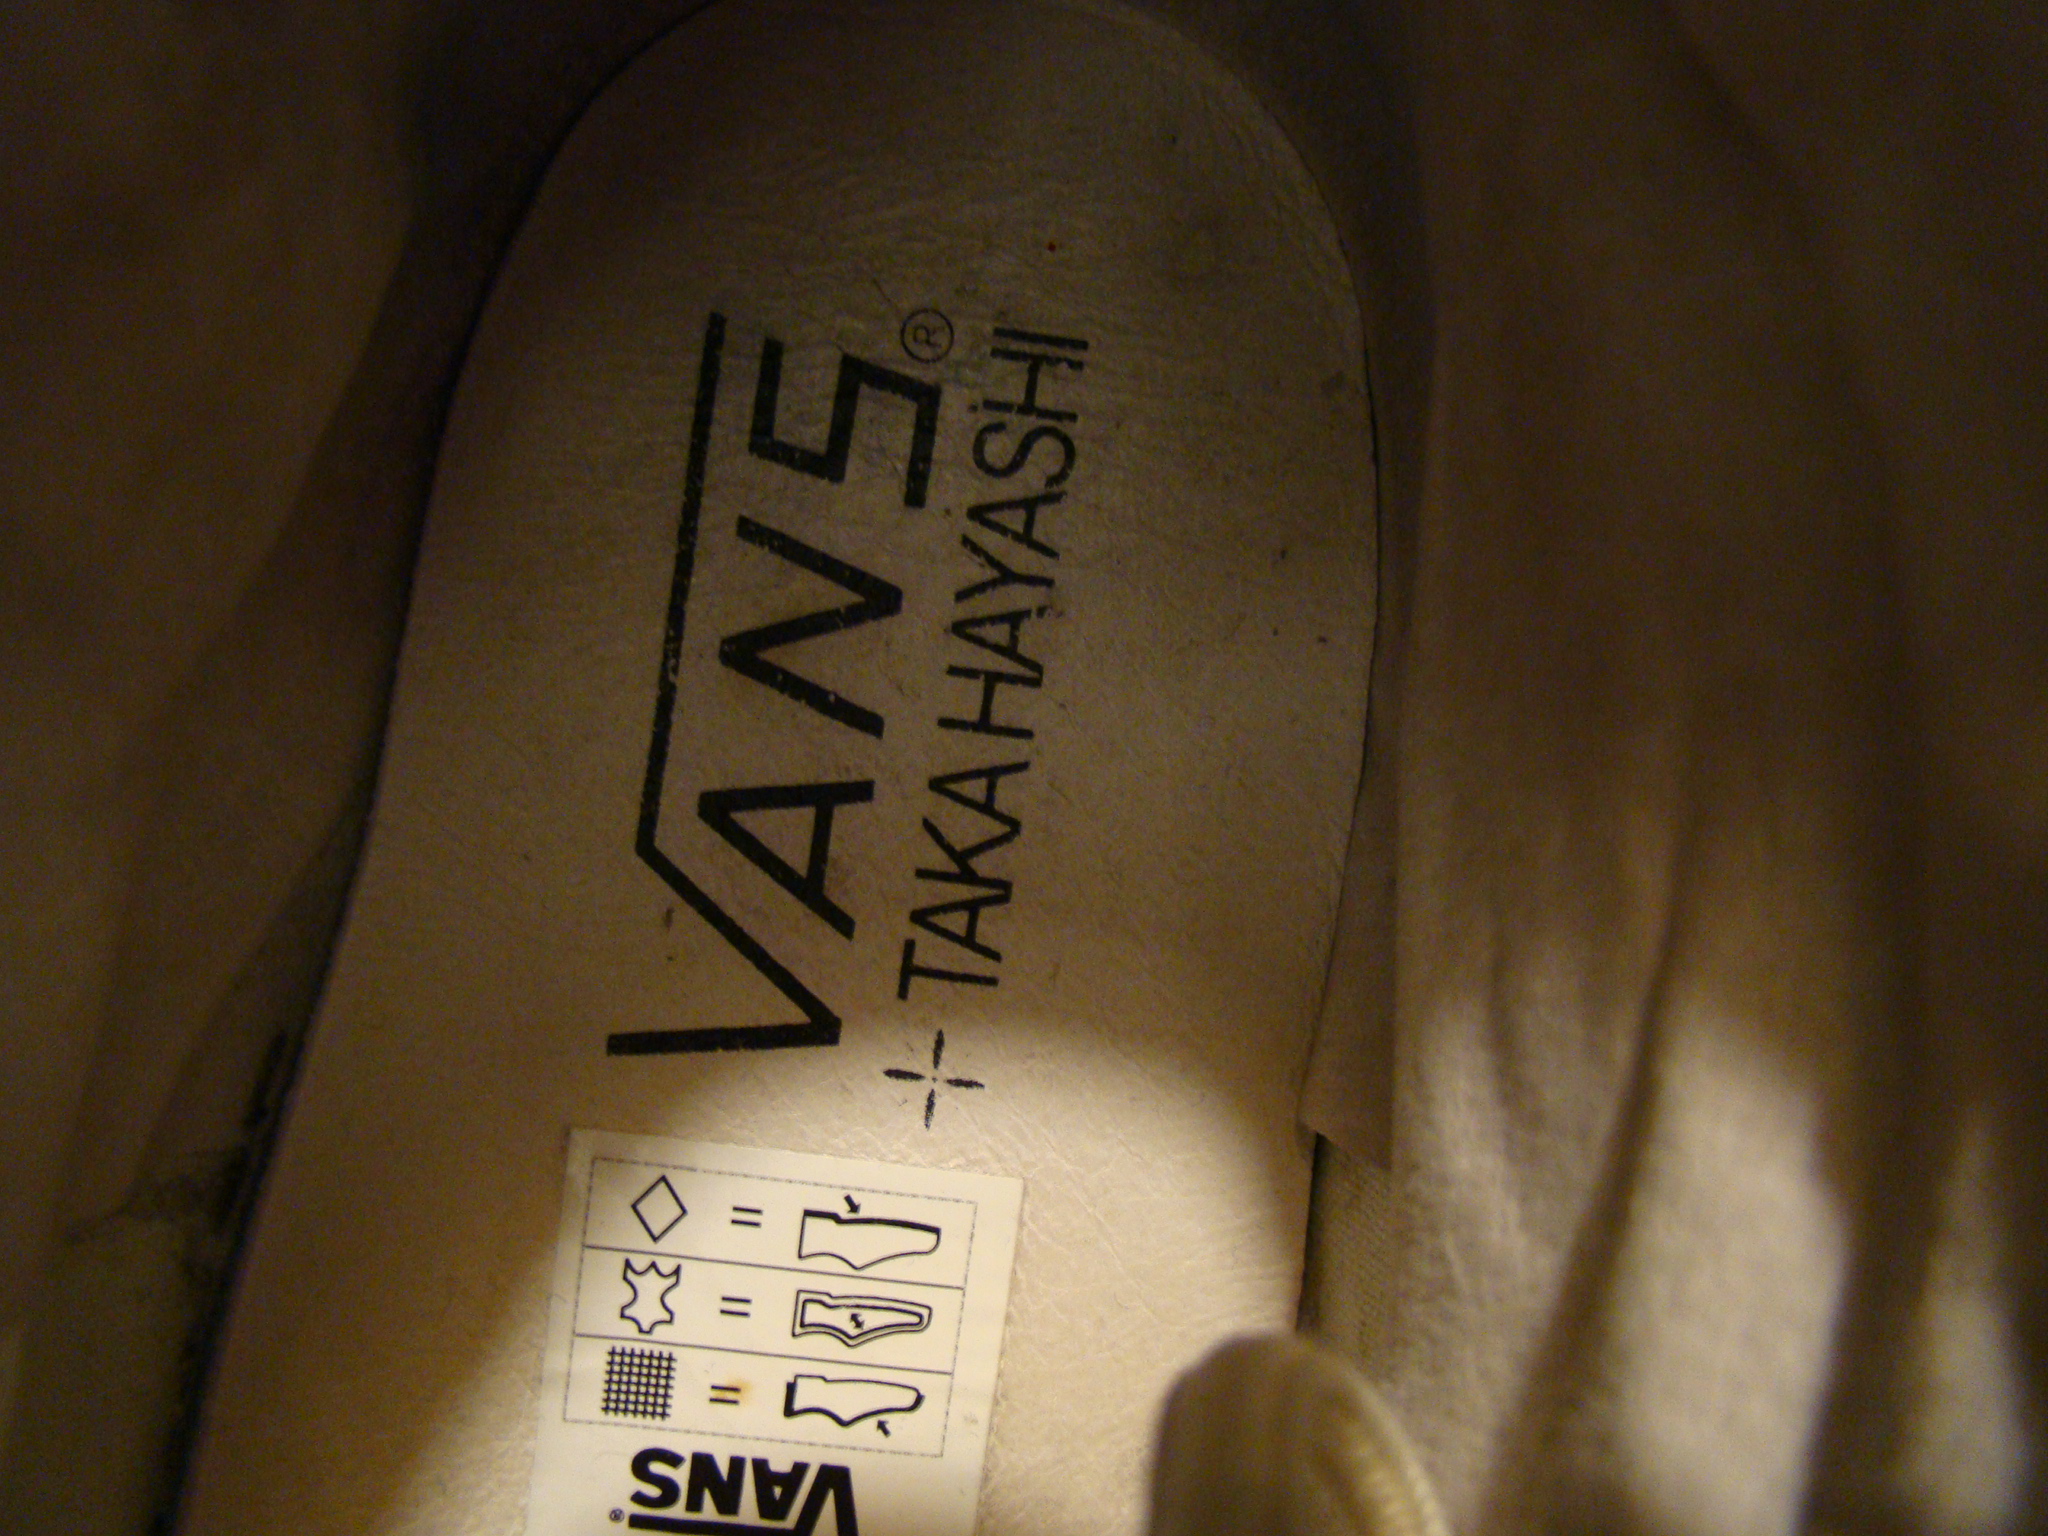 VANS®
+ TAKA HAYASHI
=
=
=
VANS®